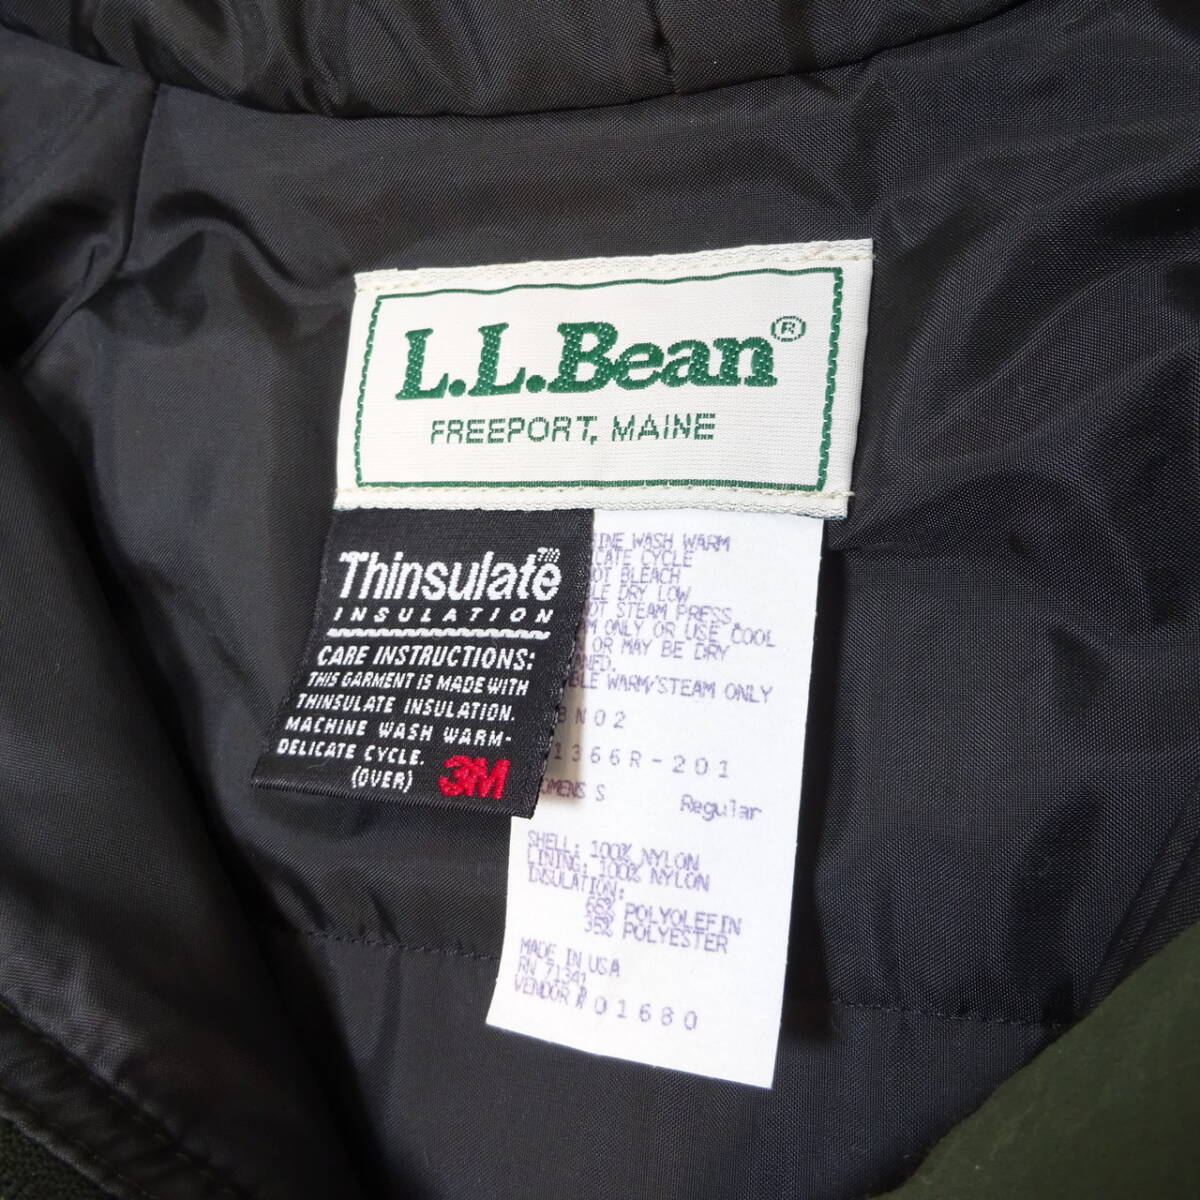 L.L.Bean®
FREEPORT, MAINE
Thinsulate™
INSULATION
CARE INSTRUCTIONS:
THIS GARMENT IS MADE WITH
THINSULATE INSULATION.
MACHINE WASH WARM-
DELICATE CYCLE.
(OVER) 3M
INE WASH WARM
CATE CYCLE
OT BLEACH
LE DRY LOW
OT STEAM PRESS
M ONLY OR USE COOL
OR MAY BE DRY
NED.
BLE WARM/STEAM ONLY
BN02
1366R-201
OMENS S Regular
SHELL: 100% NYLON
LINING: 100% NYLON
INSULATION:
65% POLYOLEFIN
35% POLYESTER
MADE IN USA
RN 71341
VENDOR # 01680